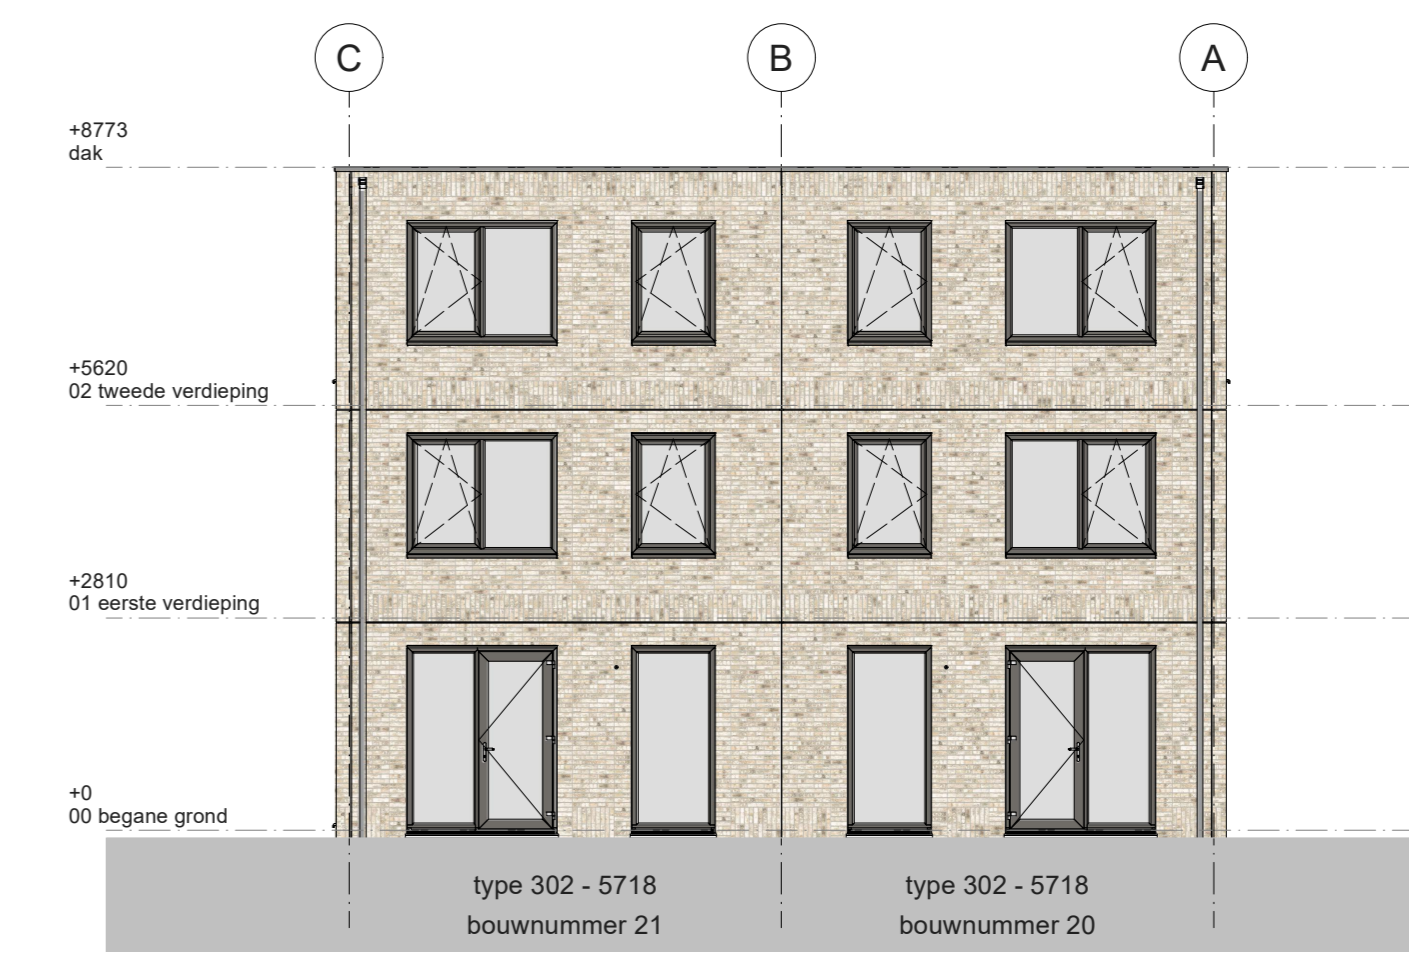 C
B
A
+8773
dak
+5620
02 tweede verdieping
+2810
01 eerste verdieping
+0
00 begane grond
type 302 - 5718
bouwnummer 21
type 302 - 5718
bouwnummer 20